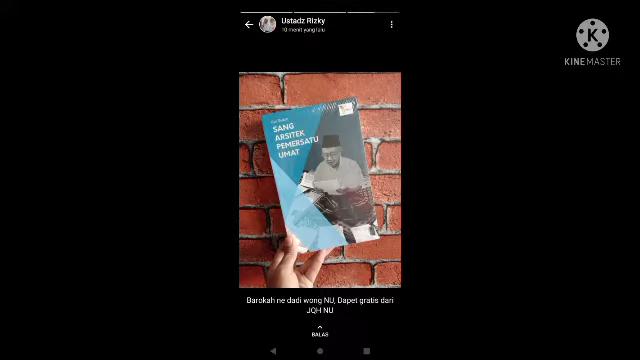 Ustadz Rizky
10 menit yang lalu
KINEMASTER
SANG
ARSITEK
PEMERSATU
UMAT
Barokah ne dadi wong NU, Dapet gratis dari
JQH NU
BALAS